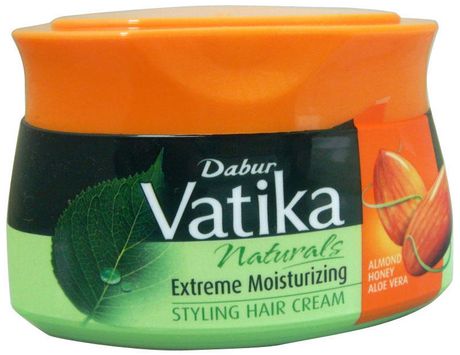 Dabur
Vatika
Naturals
Extreme Moisturizing
STYLING HAIR CREAM
ALMOND
HONEY
ALOE VERA